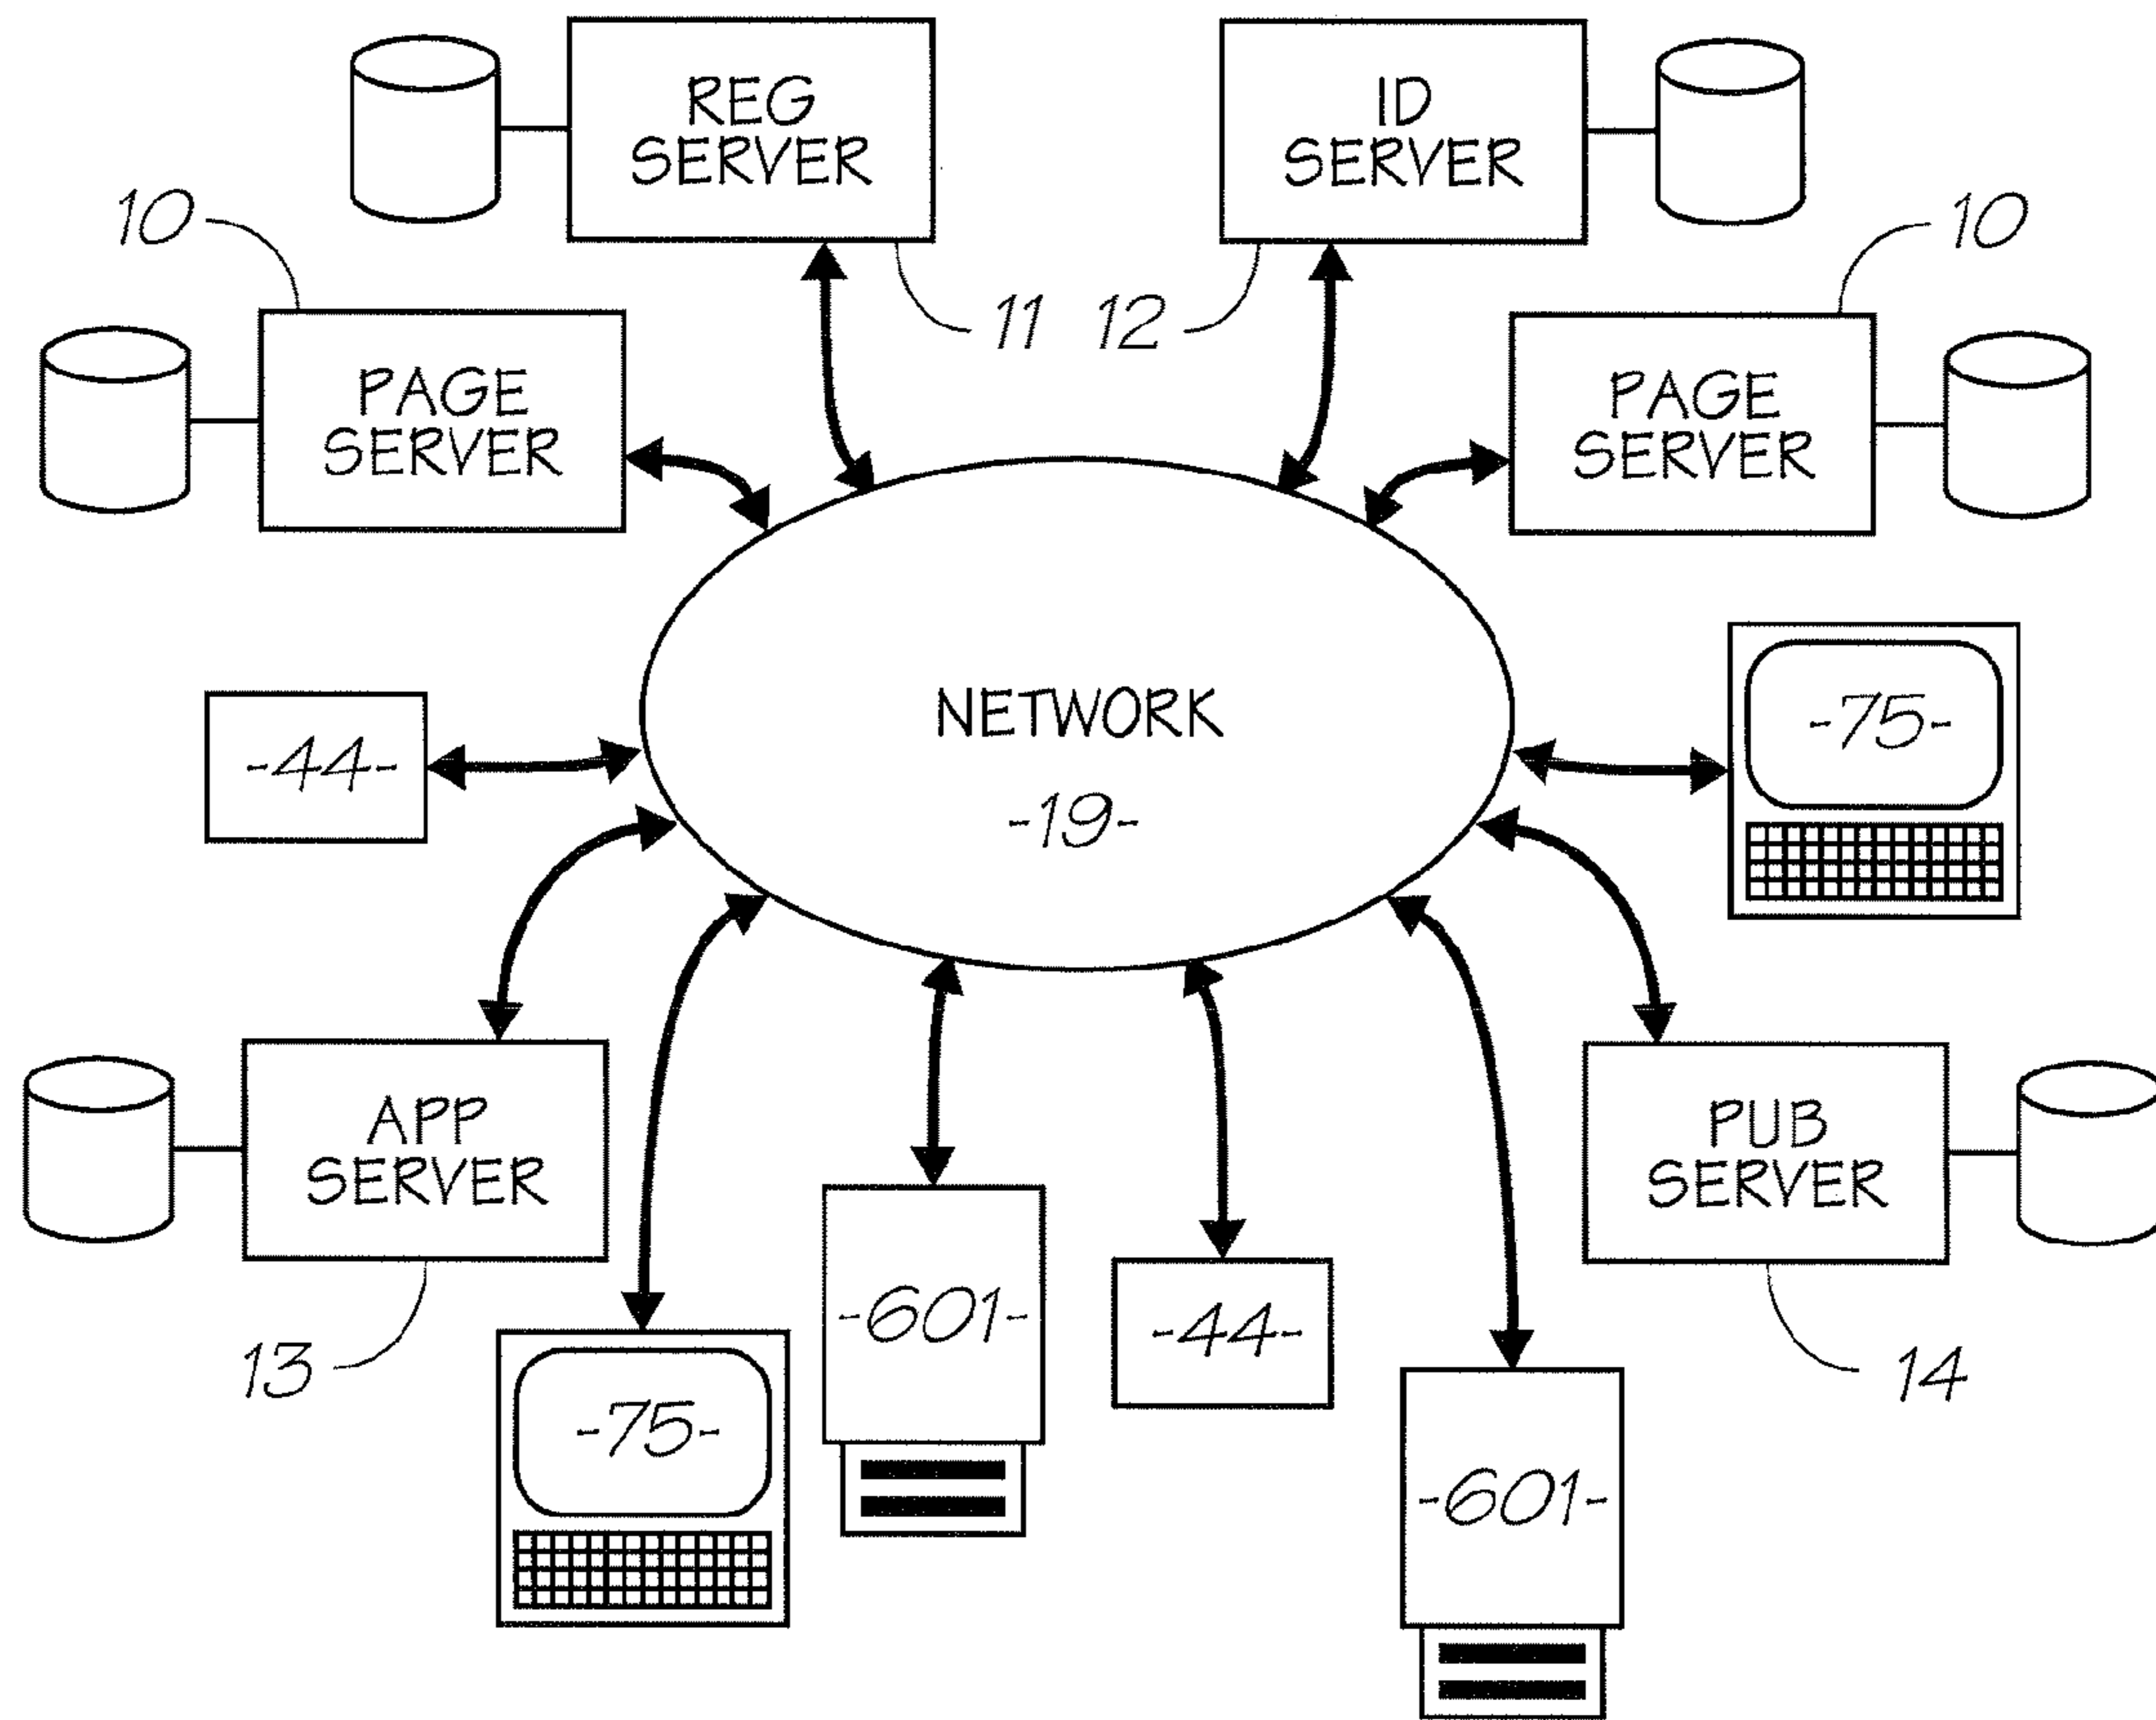 REG
SERVER
ID
SERVER
10
10
11
12
PAGE
SERVER
PAGE
SERVER
-75-
NETWORK
-44-
-19-
APP
SERVER
PUB
SERVER
-601-
-44-
13
14
-75-
-601-